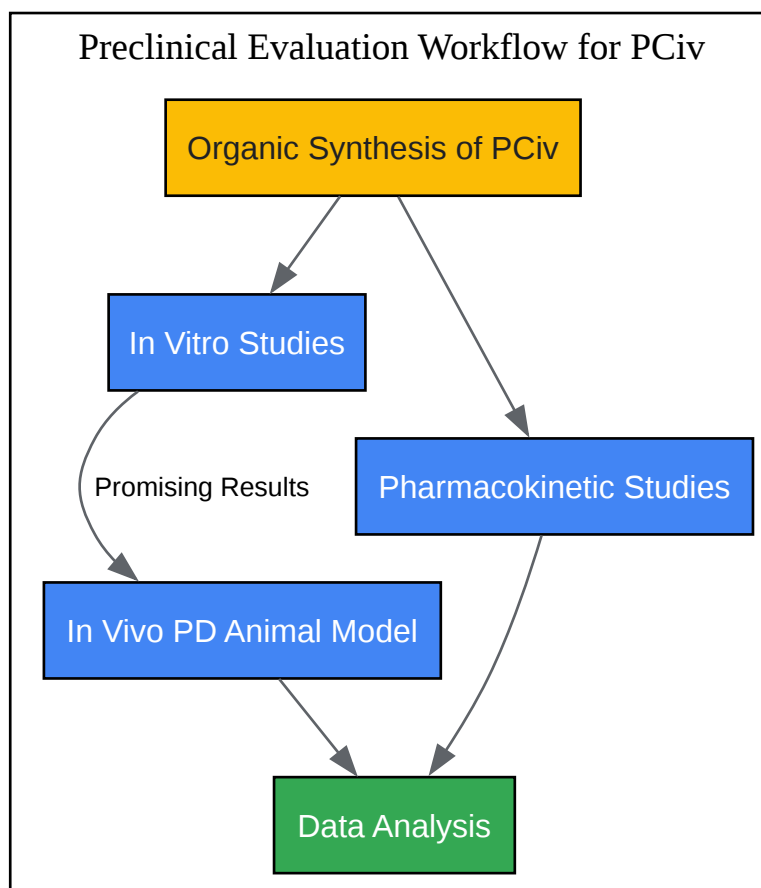 Preclinical Evaluation Workflow for PCiv
Organic Synthesis of PCiv
In Vitro Studies
Pharmacokinetic Studies
Promising Results
In Vivo PD Animal Model
Data Analysis